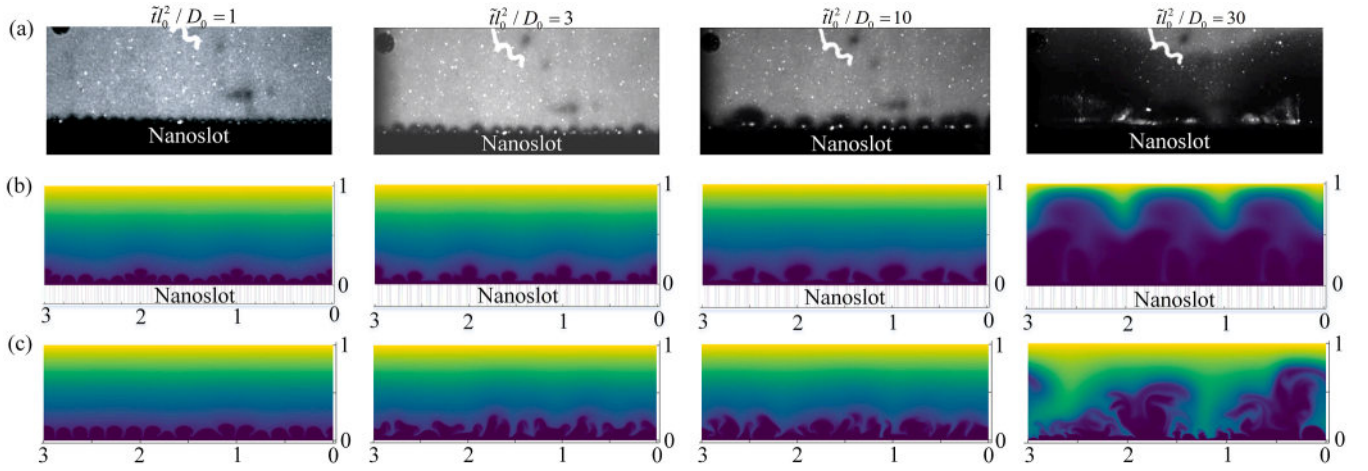 t̃l₀² / D₀ = 1 t̃l₀² / D₀ = 3 t̃l₀² / D₀ = 10 t̃l₀² / D₀ = 30
(a)
Nanoslot Nanoslot Nanoslot Nanoslot
(b) 1 1 1 1
0 0 0 0
Nanoslot Nanoslot Nanoslot Nanoslot
3 2 1 0 3 2 1 0 3 2 1 0 3 2 1 0
(c) 1 1 1 1
0 0 0 0
3 2 1 0 3 2 1 0 3 2 1 0 3 2 1 0